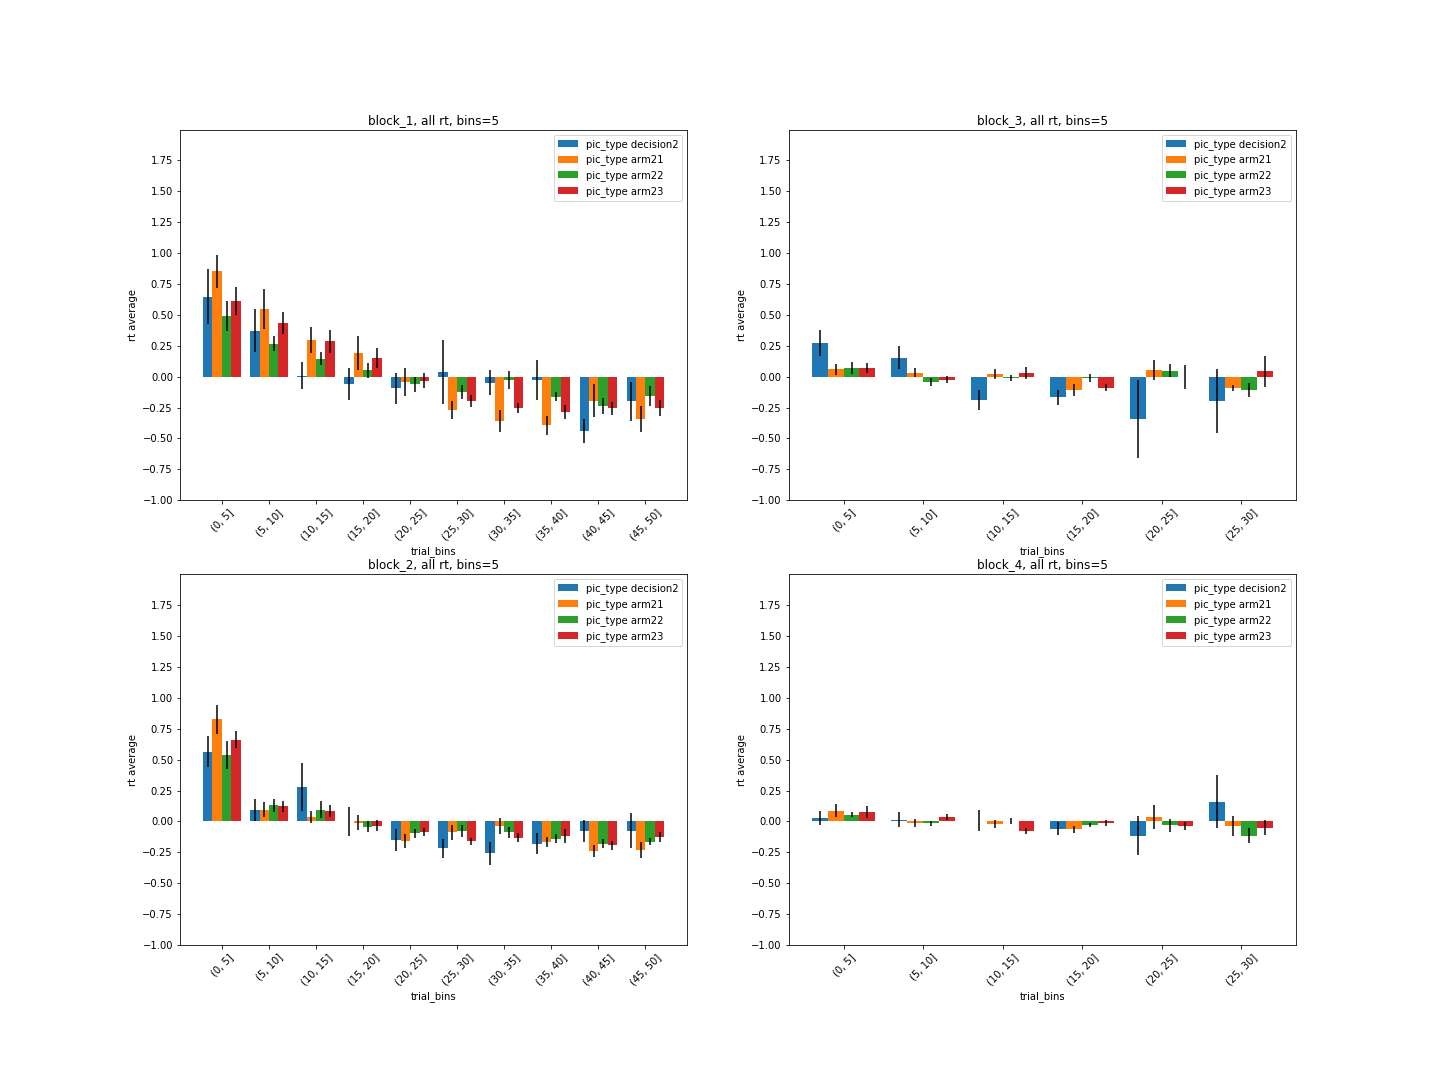 block_1, all rt, bins=5
pic_type decision2
pic_type arm21
pic_type arm22
pic_type arm23
1.75
1.50
1.25
1.00
0.75
0.50
0.25
0.00
−0.25
−0.50
−0.75
−1.00
rt average
(0, 5]
(5, 10]
(10, 15]
(15, 20]
(20, 25]
(25, 30]
(30, 35]
(35, 40]
(40, 45]
(45, 50]
trial_bins
block_3, all rt, bins=5
pic_type decision2
pic_type arm21
pic_type arm22
pic_type arm23
1.75
1.50
1.25
1.00
0.75
0.50
0.25
0.00
−0.25
−0.50
−0.75
−1.00
rt average
(0, 5]
(5, 10]
(10, 15]
(15, 20]
(20, 25]
(25, 30]
trial_bins
block_2, all rt, bins=5
pic_type decision2
pic_type arm21
pic_type arm22
pic_type arm23
1.75
1.50
1.25
1.00
0.75
0.50
0.25
0.00
−0.25
−0.50
−0.75
−1.00
rt average
(0, 5]
(5, 10]
(10, 15]
(15, 20]
(20, 25]
(25, 30]
(30, 35]
(35, 40]
(40, 45]
(45, 50]
trial_bins
block_4, all rt, bins=5
pic_type decision2
pic_type arm21
pic_type arm22
pic_type arm23
1.75
1.50
1.25
1.00
0.75
0.50
0.25
0.00
−0.25
−0.50
−0.75
−1.00
rt average
(0, 5]
(5, 10]
(10, 15]
(15, 20]
(20, 25]
(25, 30]
trial_bins